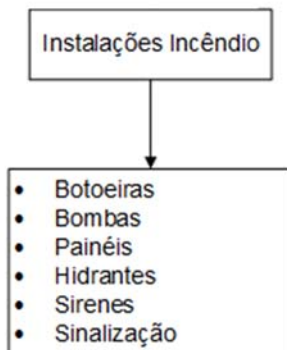 Instalações Incêndio
• Botoeiras
• Bombas
• Painéis
• Hidrantes
• Sirenes
• Sinalização